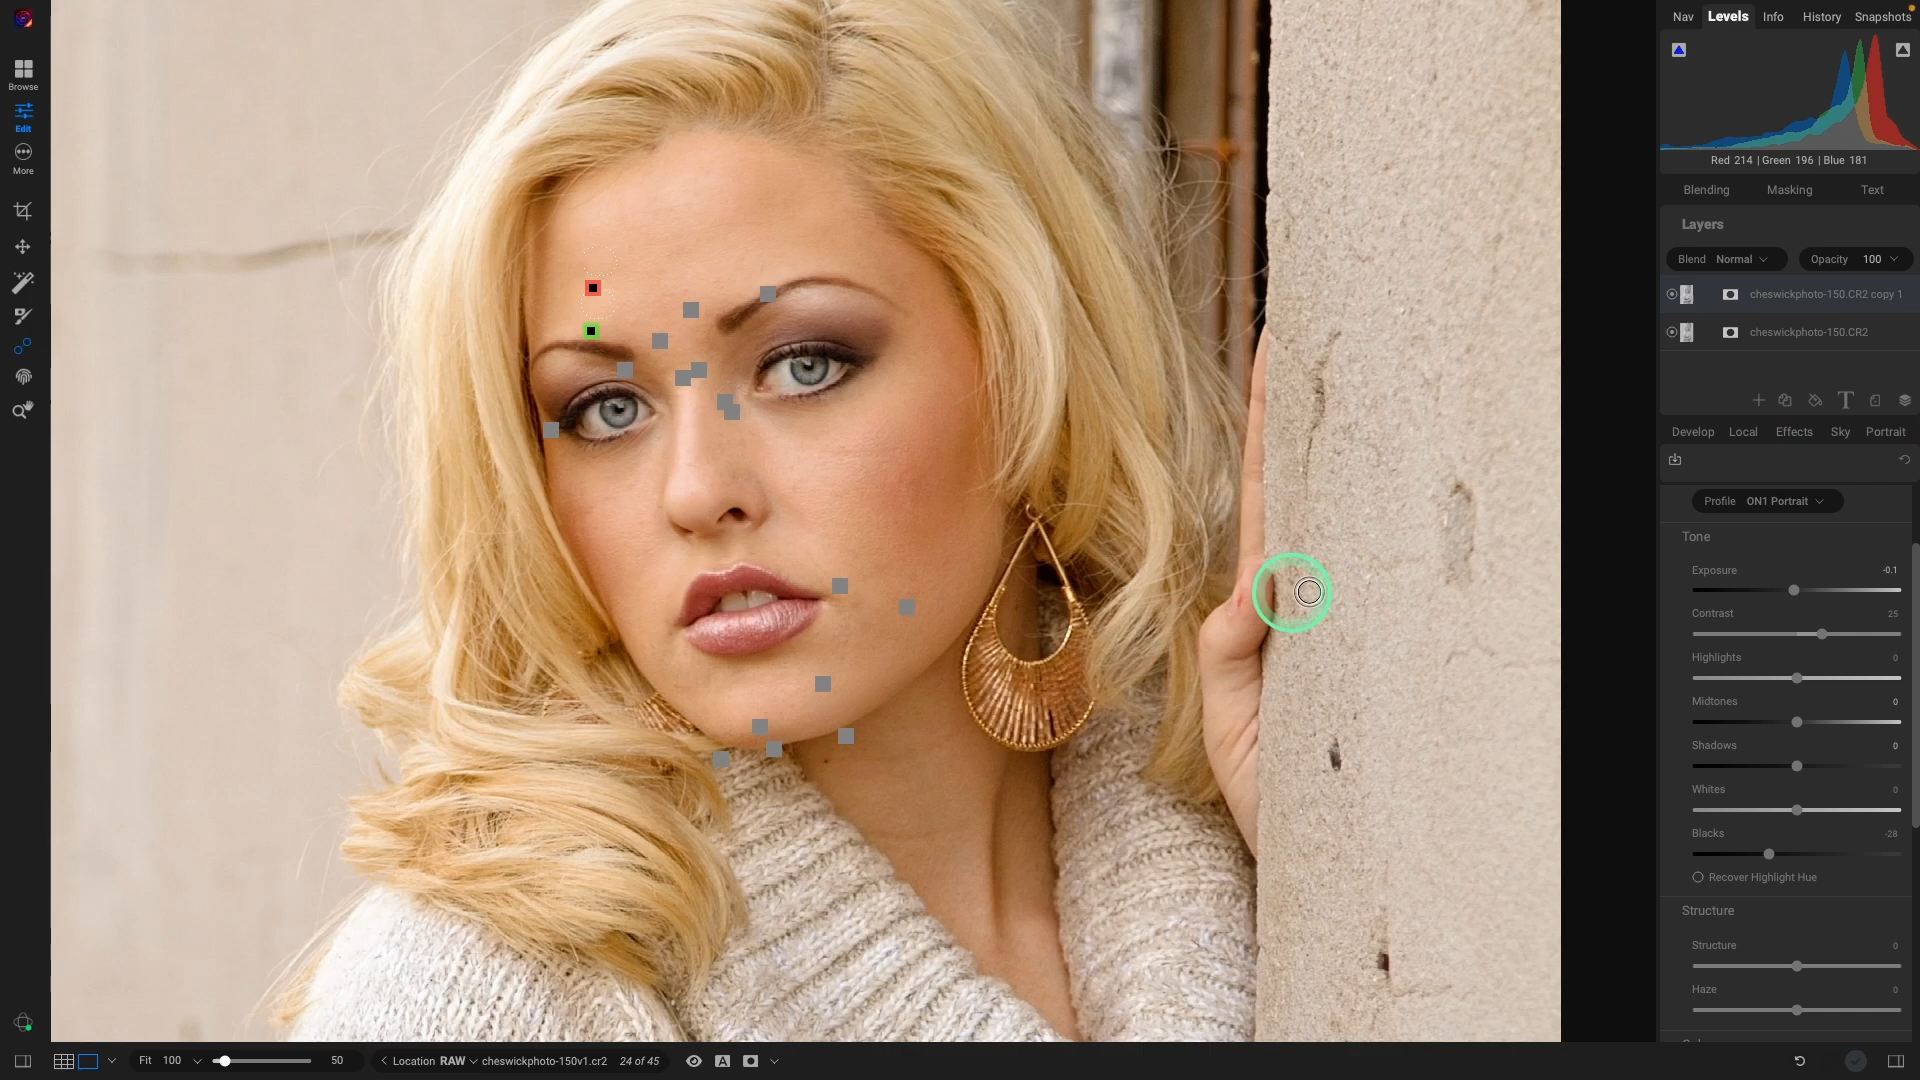 Nav Levels Info History Snapshots
Browse
Edit
More
Red 214 | Green 196 | Blue 181
Blending Masking Text
Layers
Blend Normal Opacity 100
cheswickphoto-150.CR2 copy 1
cheswickphoto-150.CR2
T
Develop Local Effects Sky Portrait
Profile ON1 Portrait
Tone
Exposure -0.1
Contrast 25
Highlights 0
Midtones 0
Shadows 0
Whites 0
Blacks -28
Recover Highlight Hue
Structure
Structure 0
Haze 0
Fit 100 50 Location RAW cheswickphoto-150v1.cr2 24 of 45 A